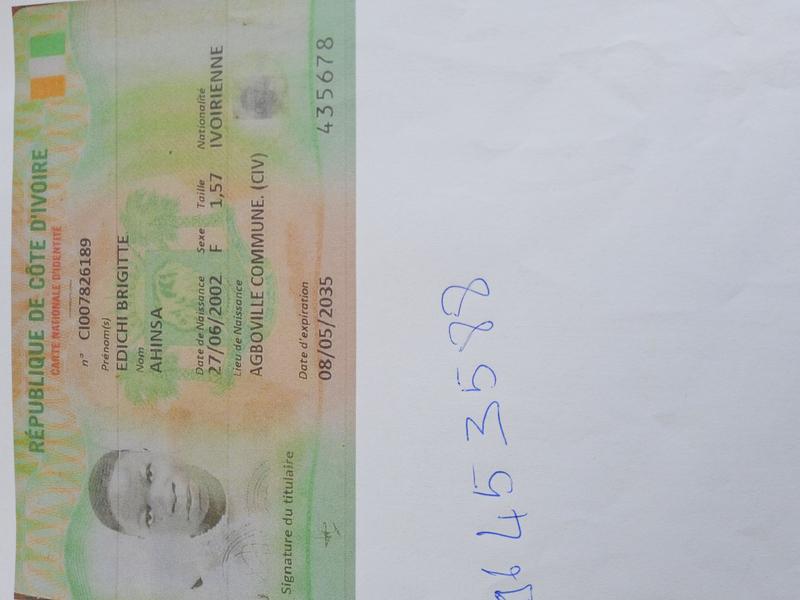 RÉPUBLIQUE DE CÔTE D'IVOIRE
CARTE NATIONALE D'IDENTITÉ
n° CI007826189
Prénom(s)
EDICHI BRIGITTE
Nom
AHINSA
Date de Naissance Sexe Taille Nationalité
27/06/2002 F 1,57 IVOIRIENNE
Lieu de Naissance
AGBOVILLE COMMUNE. (CIV)
Date d'expiration
08/05/2035
435678
Signature du titulaire
45 35